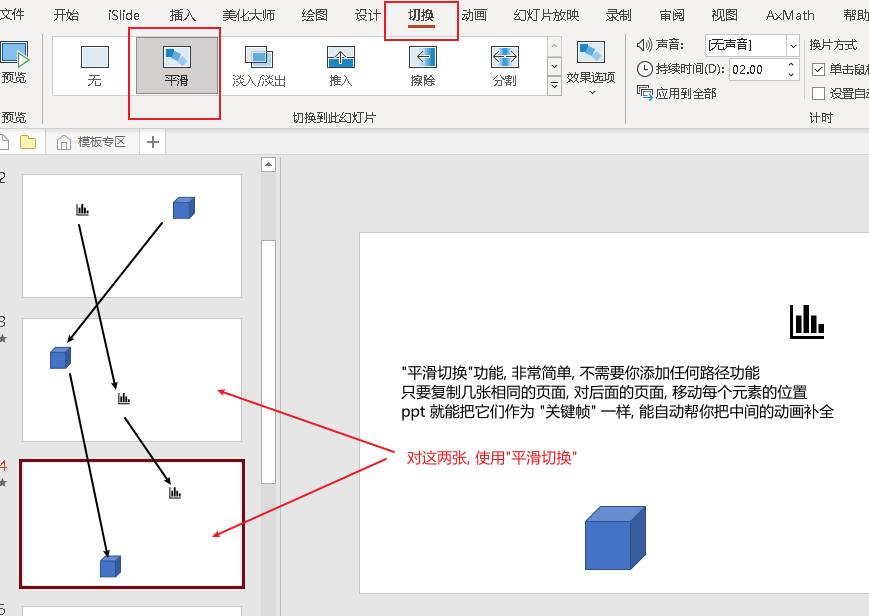 文件 开始 iSlide 插入 美化大师 绘图 设计 切换 动画 幻灯片放映 录制 审阅 视图 AxMath 帮助
预览 无 平滑 淡入/淡出 推入 擦除 分割 效果选项
声音: [无声音] 换片方式
持续时间(D): 02.00 单击鼠标
应用到全部 设置自动
预览 切换到此幻灯片 计时
模板专区
2
3
4
5
"平滑切换"功能, 非常简单, 不需要你添加任何路径功能
只要复制几张相同的页面, 对后面的页面, 移动每个元素的位置
ppt 就能把它们作为 "关键帧" 一样, 能自动帮你把中间的动画补全
对这两张, 使用"平滑切换"